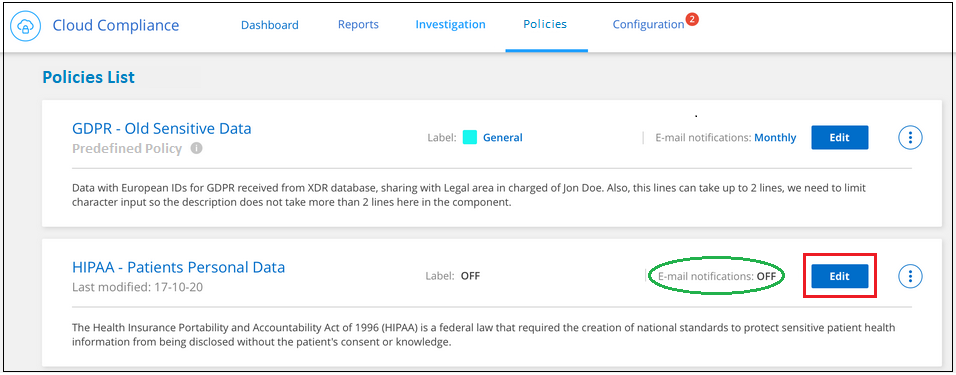 Cloud Compliance
Dashboard
Reports
Investigation
Policies
Configuration
2
Policies List
GDPR - Old Sensitive Data
Label: General
E-mail notifications: Monthly
Edit
Predefined Policy i
Data with European IDs for GDPR received from XDR database, sharing with Legal area in charged of Jon Doe. Also, this lines can take up to 2 lines, we need to limit
character input so the description does not take more than 2 lines here in the component.
HIPAA - Patients Personal Data
Label: OFF
E-mail notifications: OFF
Edit
Last modified: 17-10-20
The Health Insurance Portability and Accountability Act of 1996 (HIPAA) is a federal law that required the creation of national standards to protect sensitive patient health
information from being disclosed without the patient's consent or knowledge.